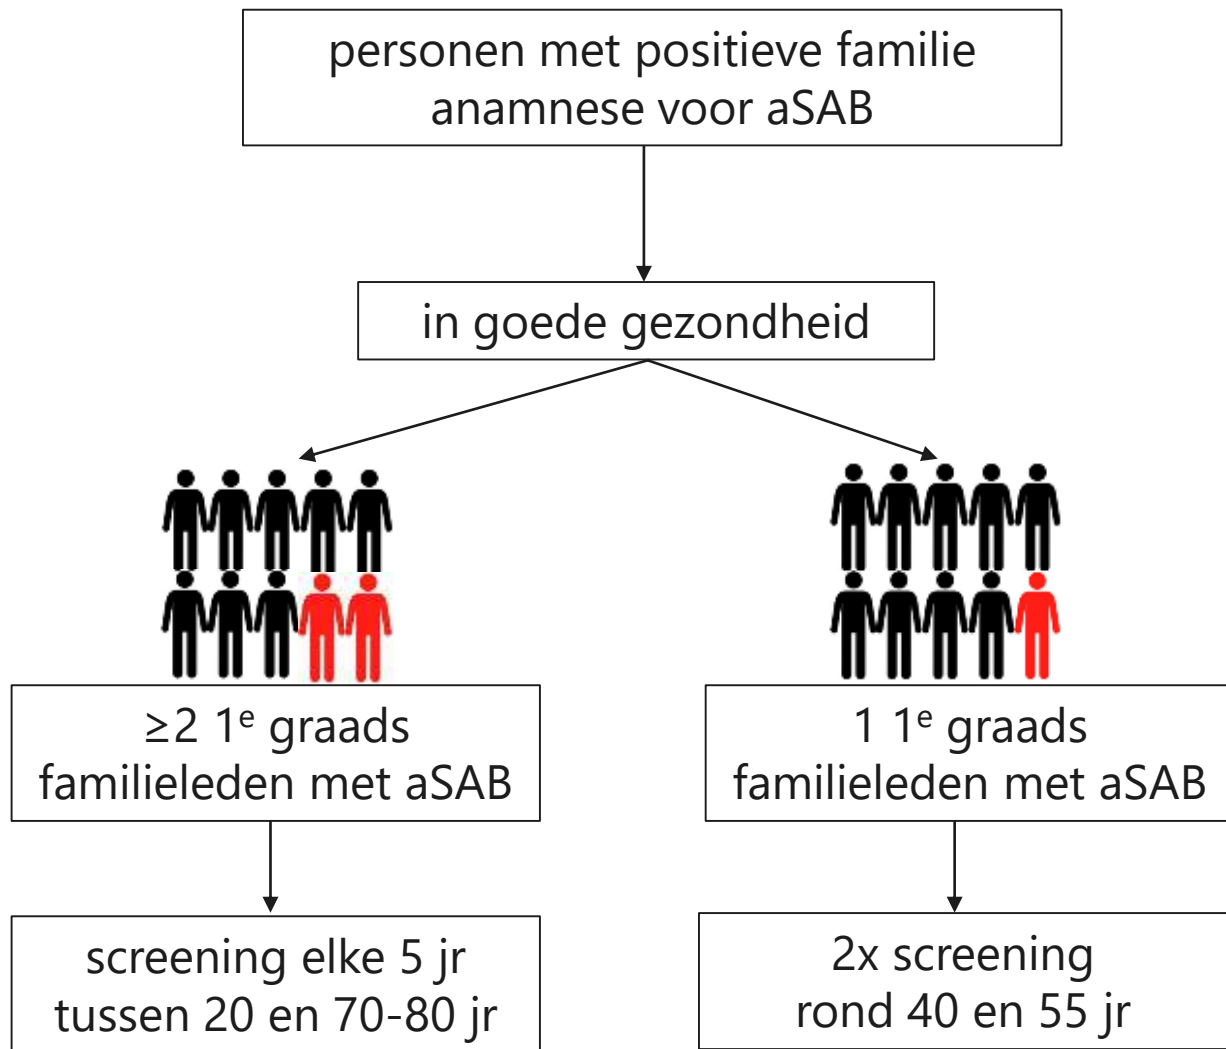 personen met positieve familie
anamnese voor aSAB
in goede gezondheid
≥2 1ᵉ graads
familieleden met aSAB
1 1ᵉ graads
familieleden met aSAB
screening elke 5 jr
tussen 20 en 70-80 jr
2x screening
rond 40 en 55 jr